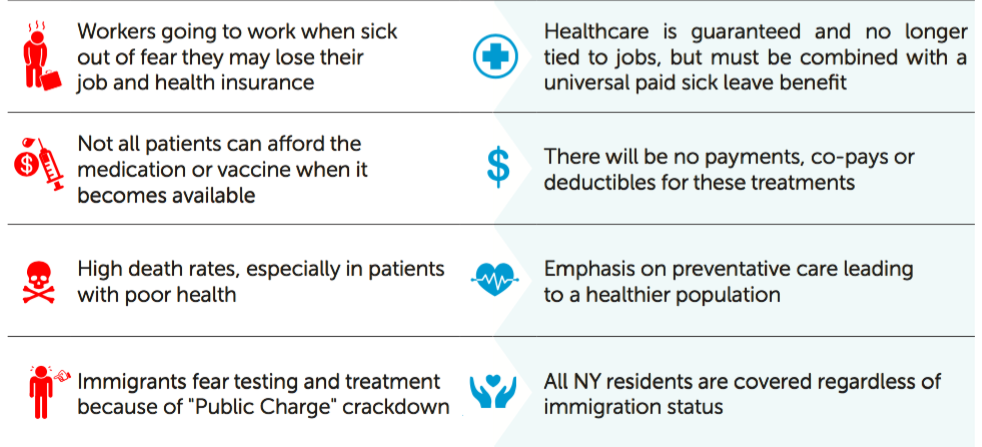 Workers going to work when sick
out of fear they may lose their
job and health insurance
Healthcare is guaranteed and no longer
tied to jobs, but must be combined with a
universal paid sick leave benefit
Not all patients can afford the
medication or vaccine when it
becomes available
$
$
There will be no payments, co-pays or
deductibles for these treatments
High death rates, especially in patients
with poor health
Emphasis on preventative care leading
to a healthier population
Immigrants fear testing and treatment
because of "Public Charge" crackdown
All NY residents are covered regardless of
immigration status